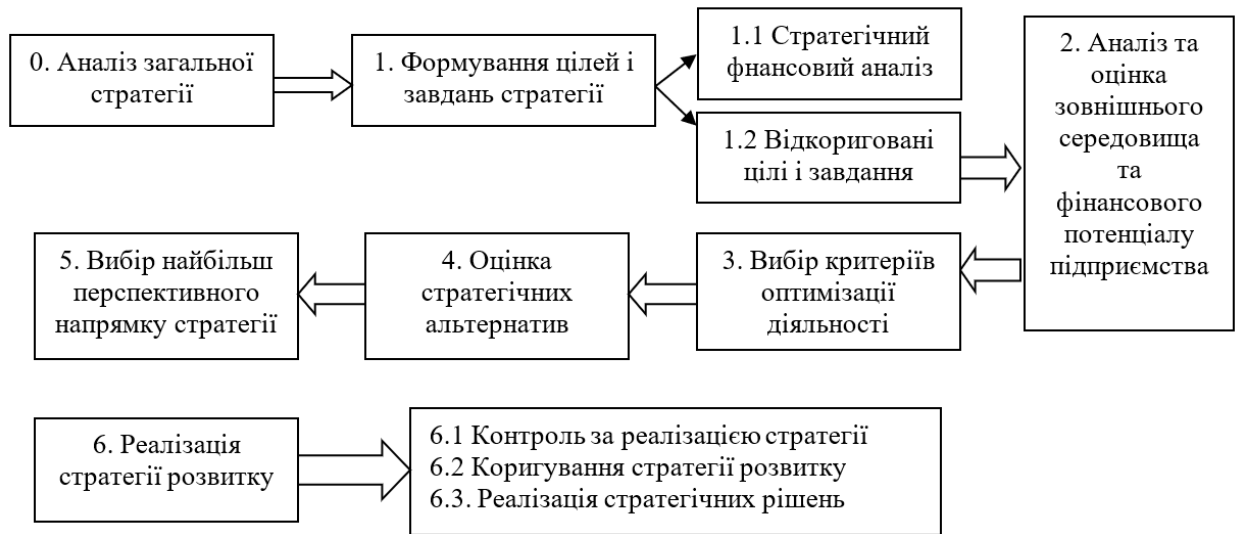 0. Аналіз загальної
стратегії
1. Формування цілей і
завдань стратегії
1.1 Стратегічний
фнансовий аналіз
1.2 Відкориговані
цілі і завдання
2. Аналіз та
оцінка
зовнішнього
середовища
та
фінансового
потенціалу
підприємства
3. Вибір критеріїв
оптимізації
діяльності
4. Оцінка
стратегічних
альтернатив
5. Вибір найбільш
перспективного
напрямку стратегії
6. Реалізація
стратегії розвитку
6.1 Контроль за реалізацією стратегії
6.2 Коригування стратегії розвитку
6.3. Реалізація стратегічних рішень